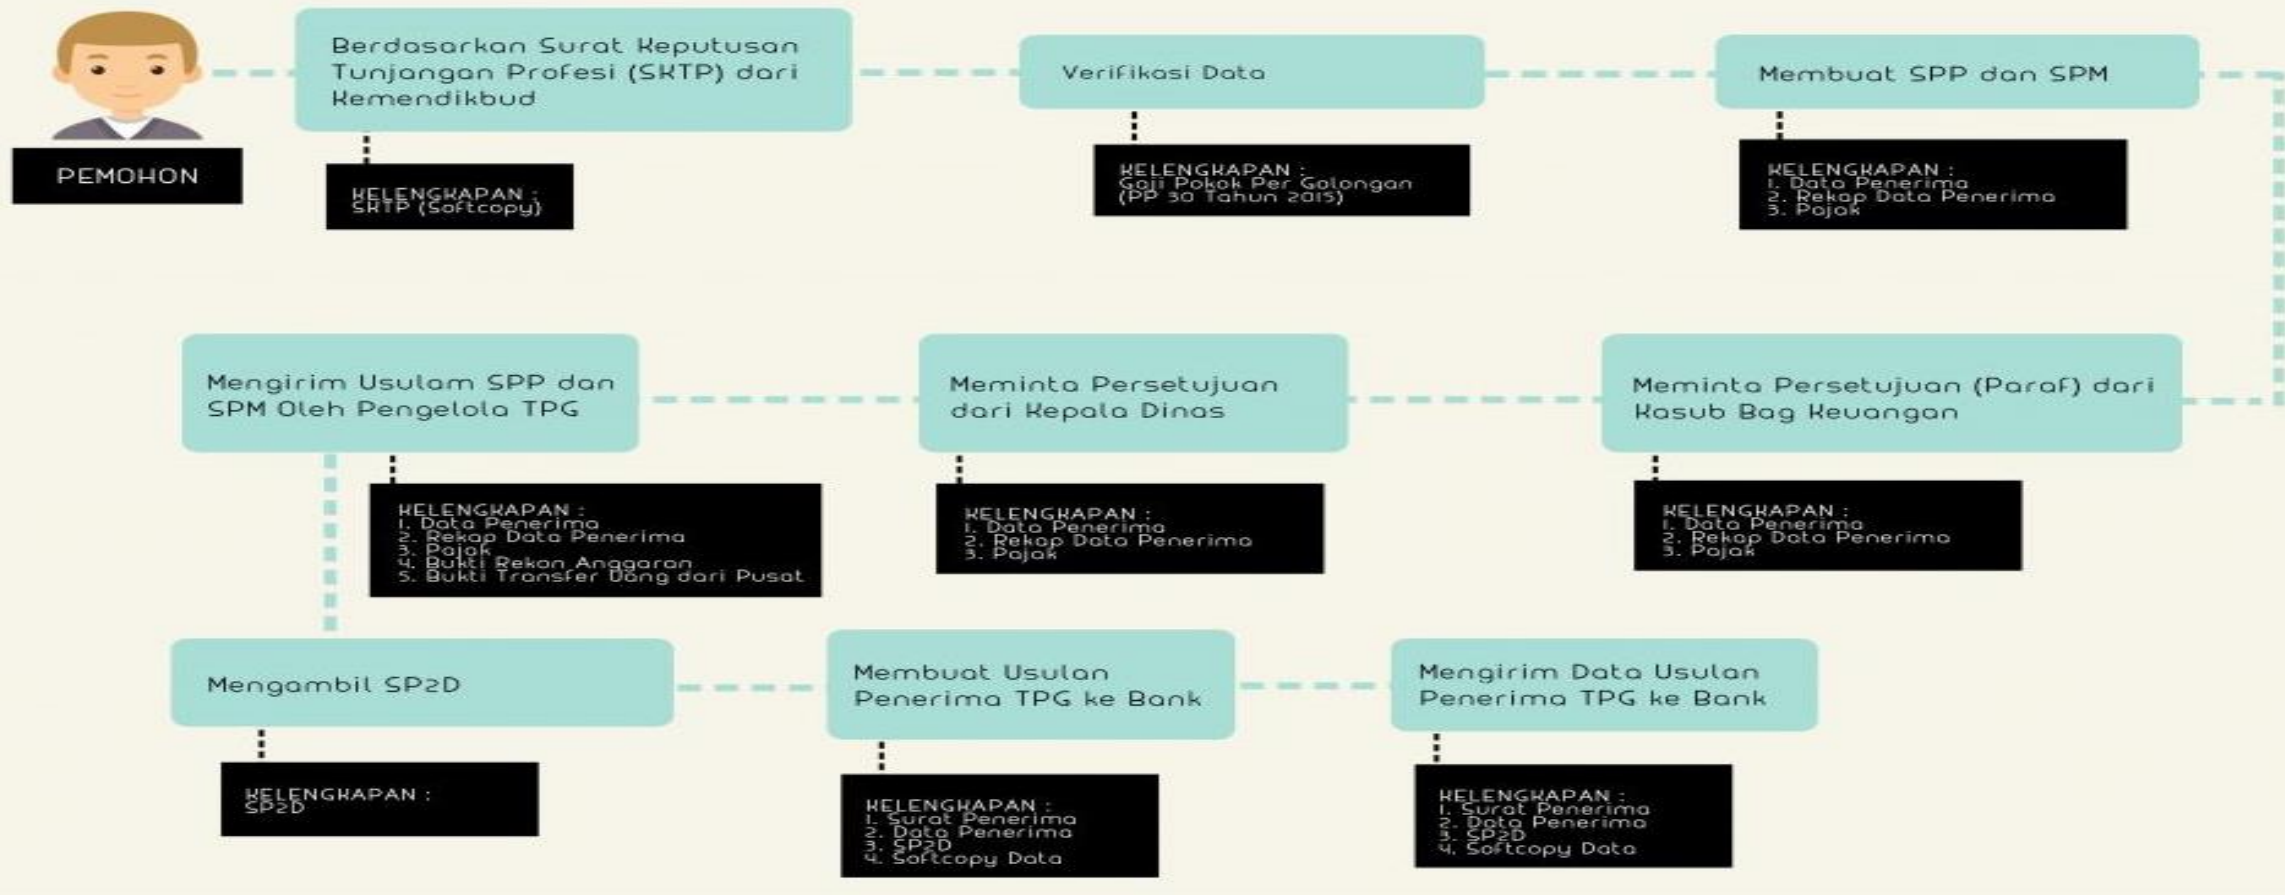 PEMOHON
Berdasarkan Surat Keputusan
Tunjangan Profesi (SKTP) dari
Kemendikbud
KELENGKAPAN :
SKTP (Softcopy)
Verifikasi Data
KELENGKAPAN :
Gaji Pokok Per Golongan
(PP 30 Tahun 2015)
Membuat SPP dan SPM
KELENGKAPAN :
1. Data Penerima
2. Rekap Data Penerima
3. Pajak
Meminta Persetujuan (Paraf) dari
Kasub Bag Keuangan
KELENGKAPAN :
1. Data Penerima
2. Rekap Data Penerima
3. Pajak
Meminta Persetujuan
dari Kepala Dinas
KELENGKAPAN :
1. Data Penerima
2. Rekap Data Penerima
3. Pajak
Mengirim Usulam SPP dan
SPM Oleh Pengelola TPG
KELENGKAPAN :
1. Data Penerima
2. Rekap Data Penerima
3. Pajak
4. Bukti Rekon Anggaran
5. Bukti Transfer Uang dari Pusat
Mengambil SP2D
KELENGKAPAN :
SP2D
Membuat Usulan
Penerima TPG ke Bank
KELENGKAPAN :
1. Surat Penerima
2. Data Penerima
3. SP2D
4. Softcopy Data
Mengirim Data Usulan
Penerima TPG ke Bank
KELENGKAPAN :
1. Surat Penerima
2. Data Penerima
3. SP2D
4. Softcopy Data